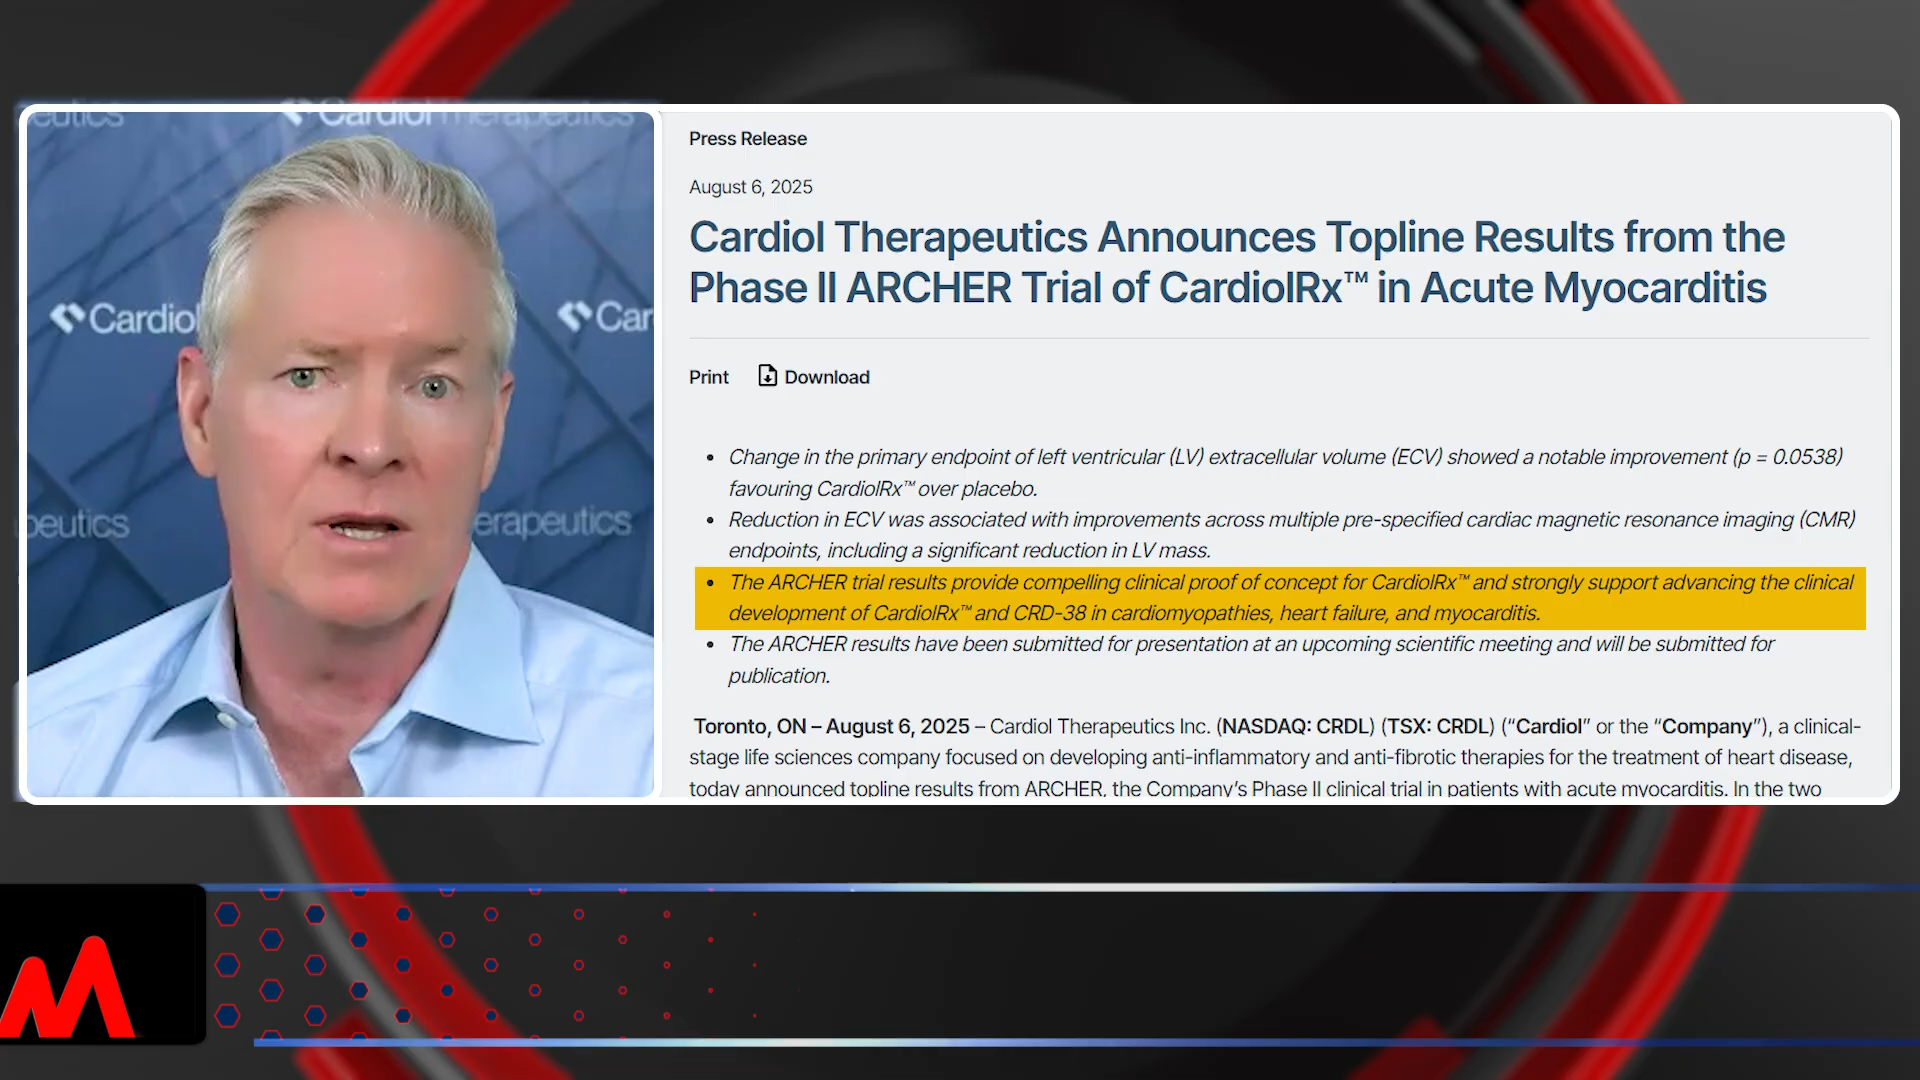 eutics
Cardiol Therapeutics
Cardiol
Car
peutics
erapeutics
Press Release
August 6, 2025
Cardiol Therapeutics Announces Topline Results from the
Phase II ARCHER Trial of CardiolRx™ in Acute Myocarditis
Print Download
• Change in the primary endpoint of left ventricular (LV) extracellular volume (ECV) showed a notable improvement (p = 0.0538)
favouring CardiolRx™ over placebo.
• Reduction in ECV was associated with improvements across multiple pre-specified cardiac magnetic resonance imaging (CMR)
endpoints, including a significant reduction in LV mass.
• The ARCHER trial results provide compelling clinical proof of concept for CardiolRx™ and strongly support advancing the clinical
development of CardiolRx™ and CRD-38 in cardiomyopathies, heart failure, and myocarditis.
• The ARCHER results have been submitted for presentation at an upcoming scientific meeting and will be submitted for
publication.
Toronto, ON – August 6, 2025 – Cardiol Therapeutics Inc. (NASDAQ: CRDL) (TSX: CRDL) (“Cardiol” or the “Company”), a clinical-
stage life sciences company focused on developing anti-inflammatory and anti-fibrotic therapies for the treatment of heart disease,
today announced topline results from ARCHER, the Company’s Phase II clinical trial in patients with acute myocarditis. In the two